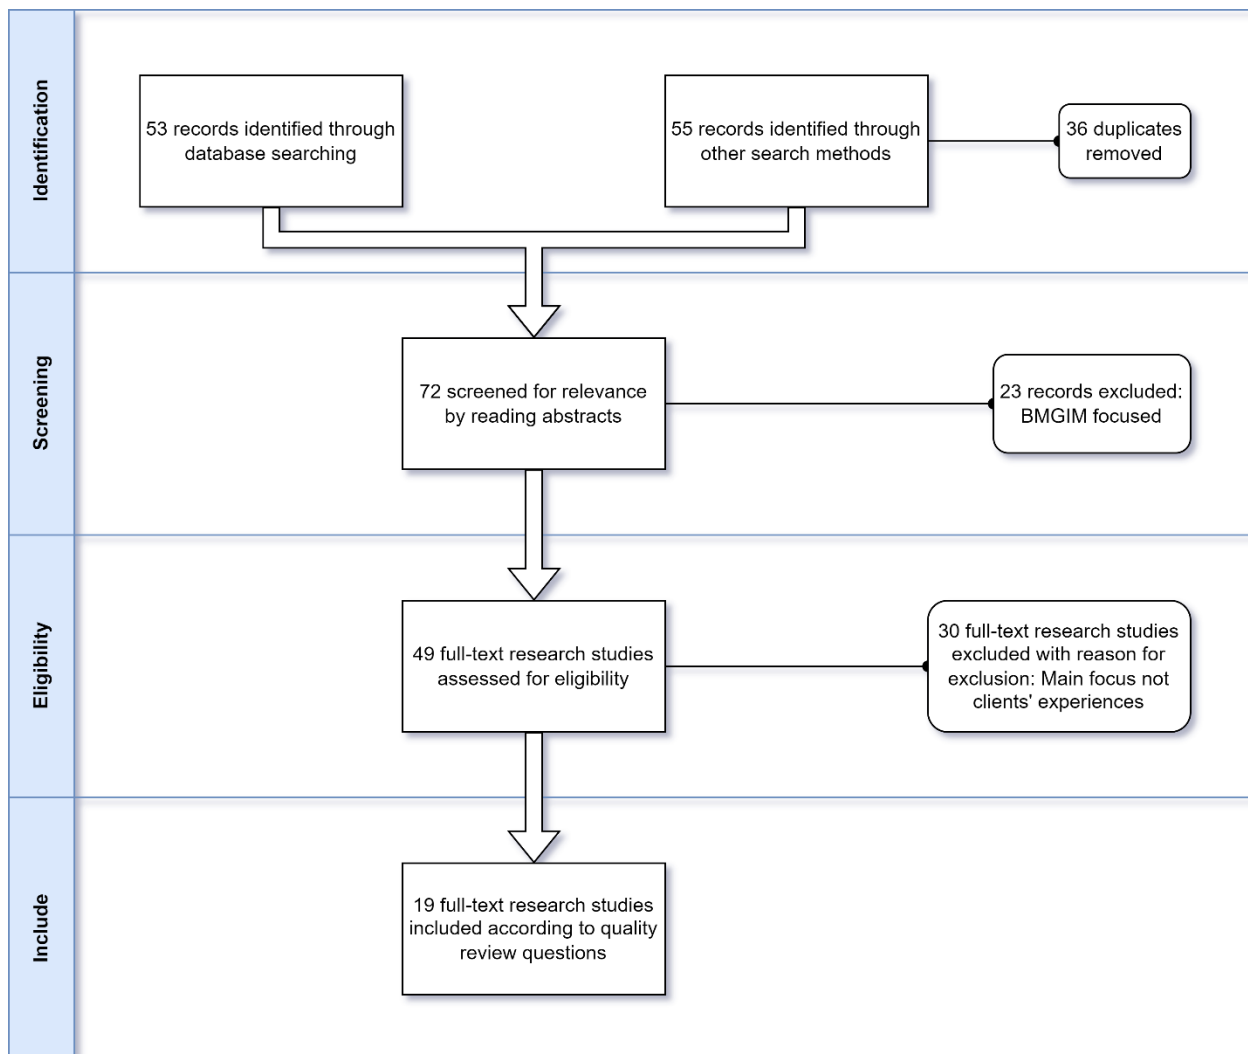 Identification
53 records identified through
database searching
55 records identified through
other search methods
36 duplicates
removed
Screening
72 screened for relevance
by reading abstracts
23 records excluded:
BMGIM focused
Eligibility
49 full-text research studies
assessed for eligibility
30 full-text research studies
excluded with reason for
exclusion: Main focus not
clients' experiences
Include
19 full-text research studies
included according to quality
review questions